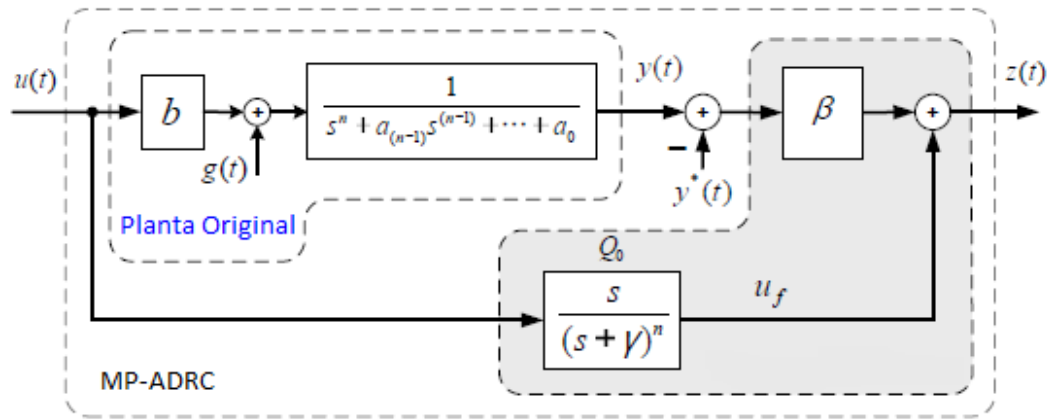 u(t)
b
+
g(t)
1
s^n + a_(n−1) s^(n−1) + ⋯ + a_0
y(t)
+
−
y*(t)
β
+
z(t)
Planta Original
Q_0
s
(s + γ)^n
u_f
MP-ADRC